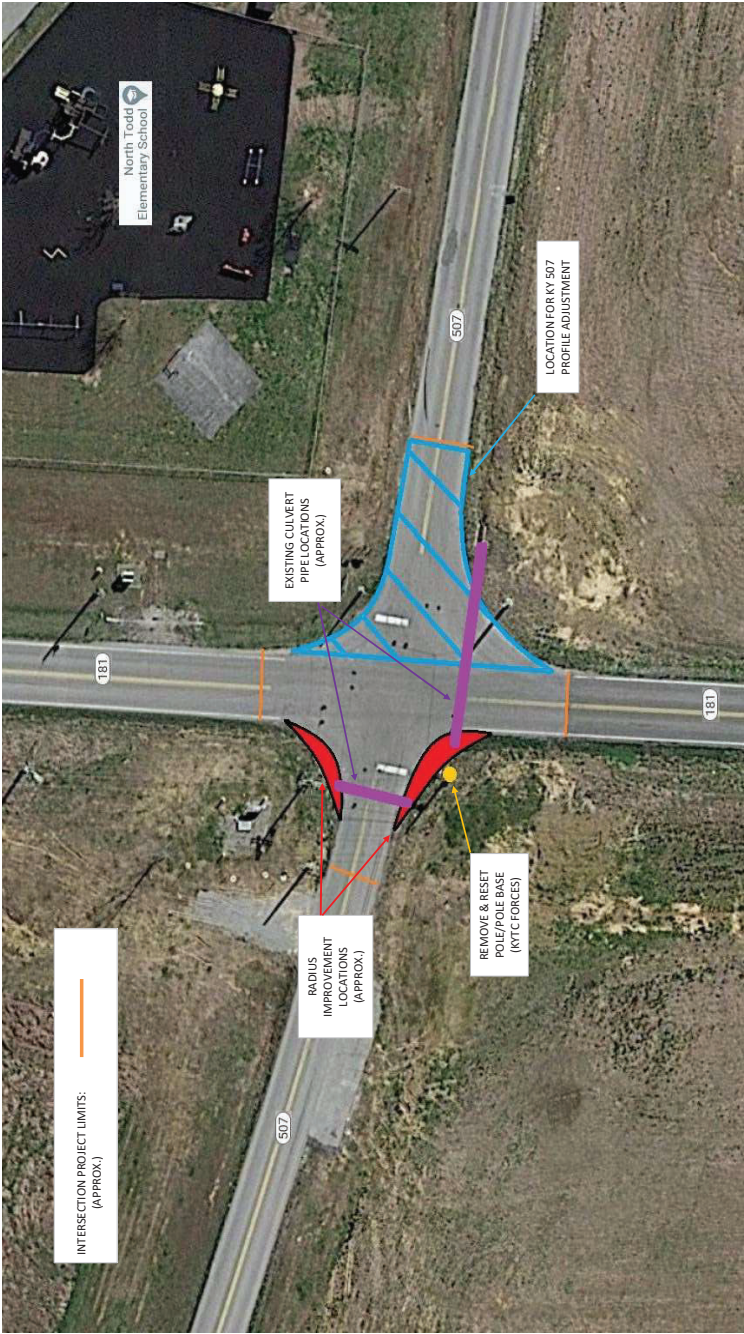 INTERSECTION PROJECT LIMITS:
(APPROX.)
507
RADIUS
IMPROVEMENT
LOCATIONS
(APPROX.)
REMOVE & RESET
POLE/POLE BASE
(KYTC FORCES)
181
181
EXISTING CULVERT
PIPE LOCATIONS
(APPROX.)
507
LOCATION FOR KY 507
PROFILE ADJUSTMENT
North Todd
Elementary School